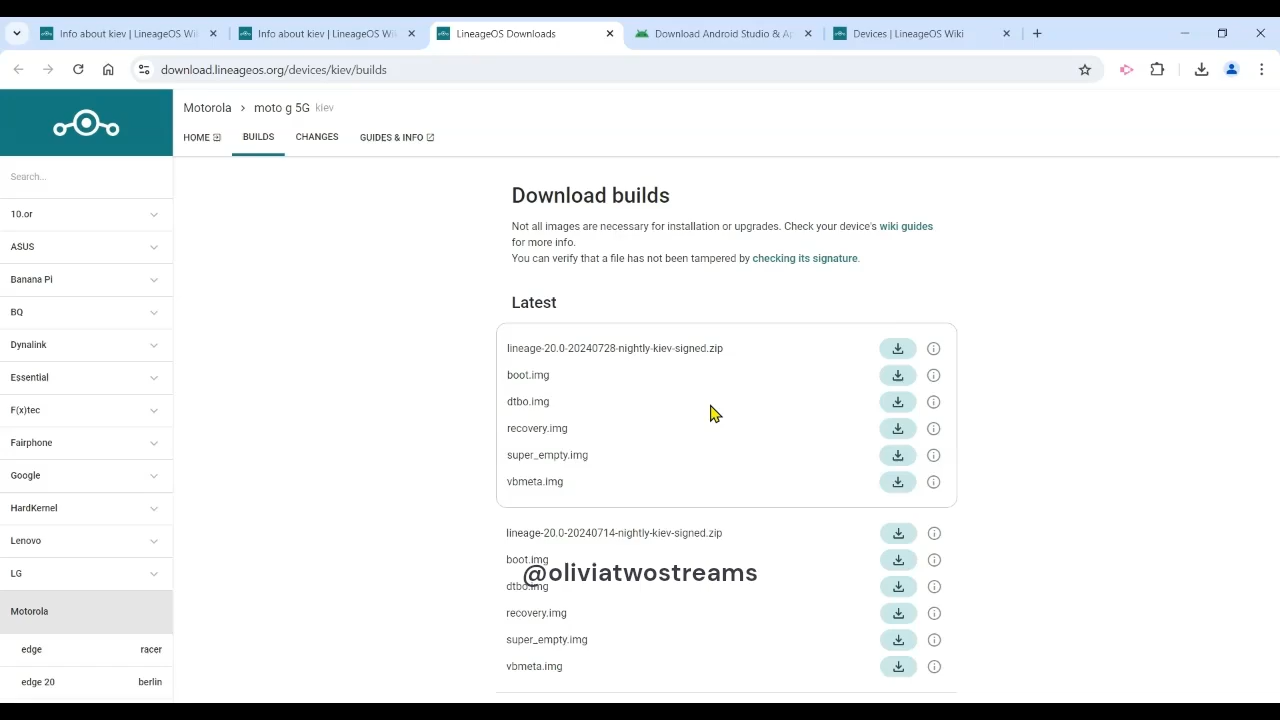 Info about kiev | LineageOS Wi
Info about kiev | LineageOS Wi
LineageOS Downloads
Download Android Studio & Ap
Devices | LineageOS Wiki
download.lineageos.org/devices/kiev/builds
Motorola > moto g 5G kiev
HOME
BUILDS
CHANGES
GUIDES & INFO
Search...
10.or
ASUS
Banana Pi
BQ
Dynalink
Essential
F(x)tec
Fairphone
Google
HardKernel
Lenovo
LG
Motorola
edge racer
edge 20 berlin
Download builds
Not all images are necessary for installation or upgrades. Check your device's wiki guides
for more info.
You can verify that a file has not been tampered by checking its signature.
Latest
lineage-20.0-20240728-nightly-kiev-signed.zip
boot.img
dtbo.img
recovery.img
super_empty.img
vbmeta.img
lineage-20.0-20240714-nightly-kiev-signed.zip
boot.img
@oliviatwostreams
dtbo.img
recovery.img
super_empty.img
vbmeta.img